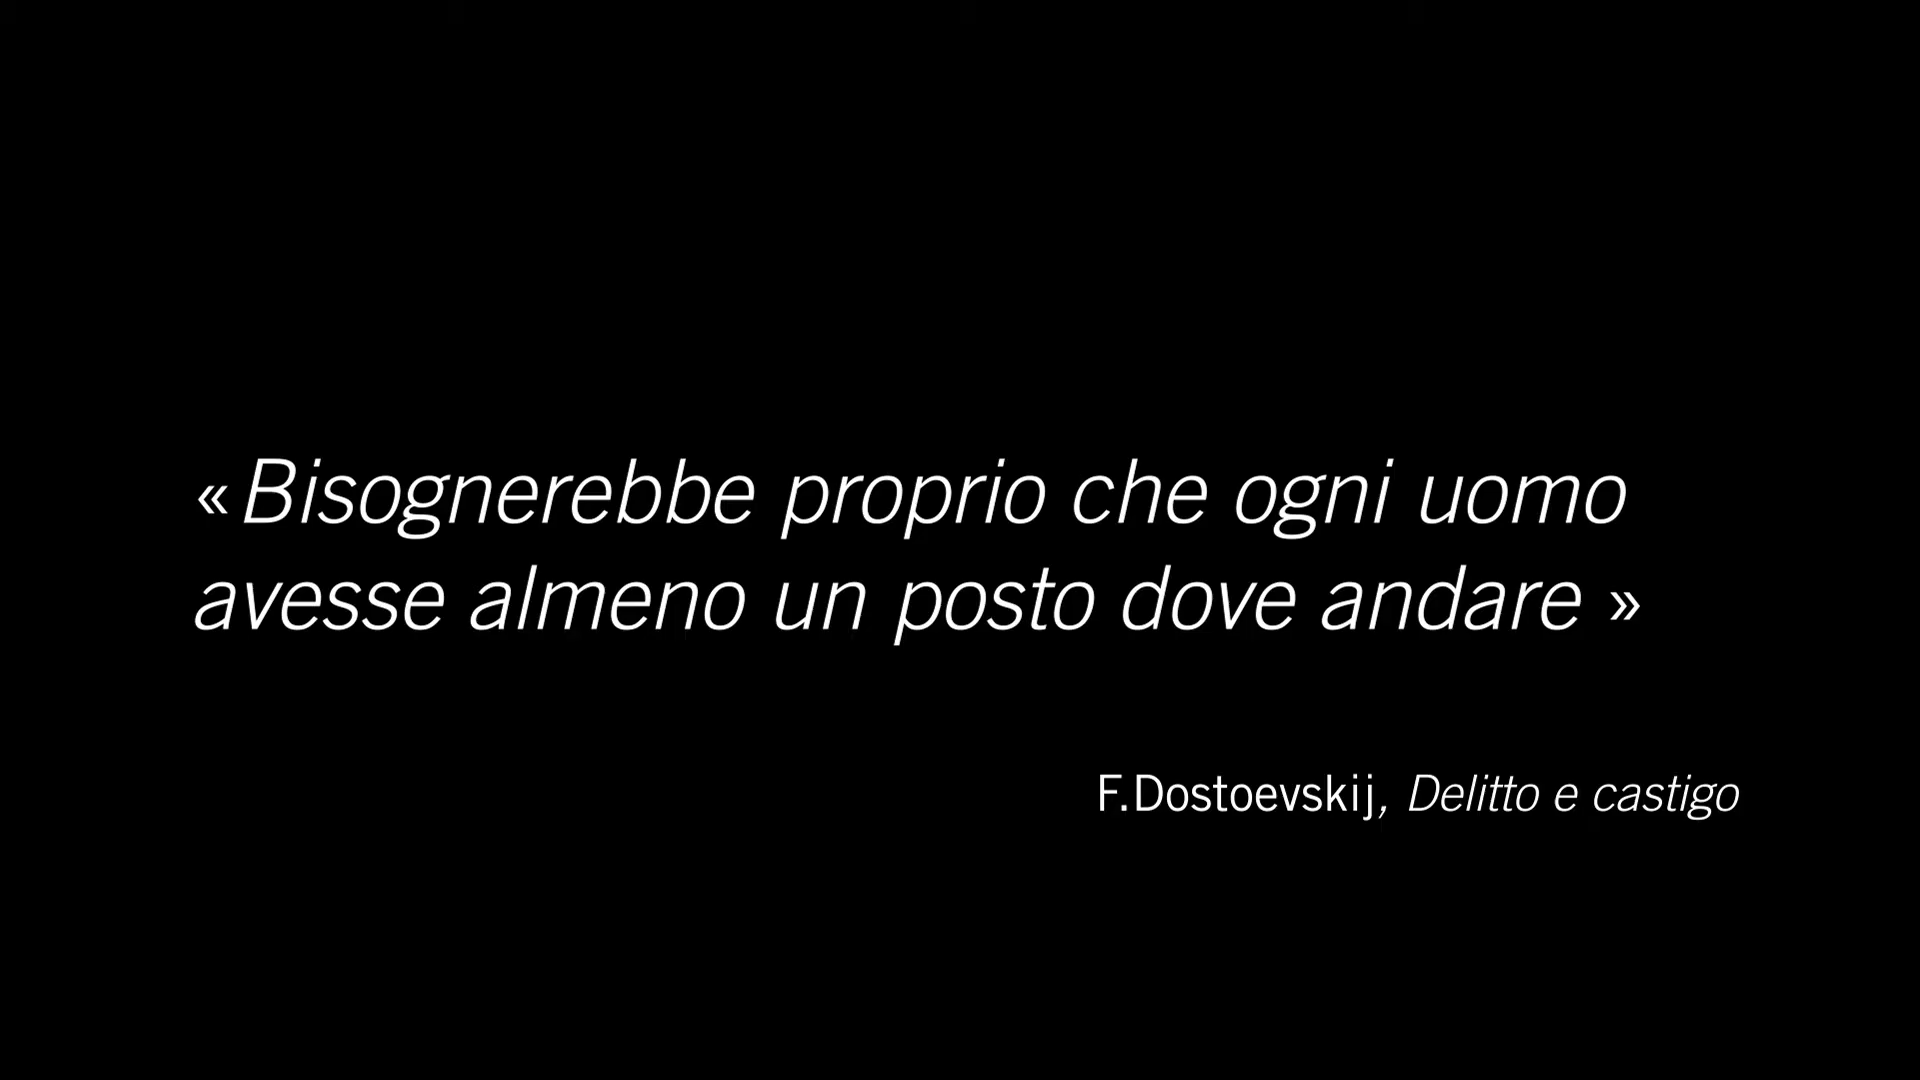 « Bisognerebbe proprio che ogni uomo
avesse almeno un posto dove andare »
F.Dostoevskij, Delitto e castigo